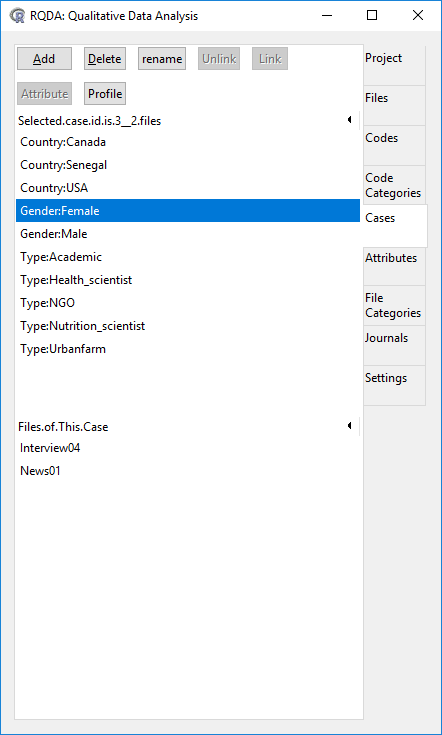 RQDA: Qualitative Data Analysis
Add Delete rename Unlink Link
Attribute Profile
Selected.case.id.is.3__2.files
Country:Canada
Country:Senegal
Country:USA
Gender:Female
Gender:Male
Type:Academic
Type:Health_scientist
Type:NGO
Type:Nutrition_scientist
Type:Urbanfarm
Files.of.This.Case
Interview04
News01
Project
Files
Codes
Code
Categories
Cases
Attributes
File
Categories
Journals
Settings